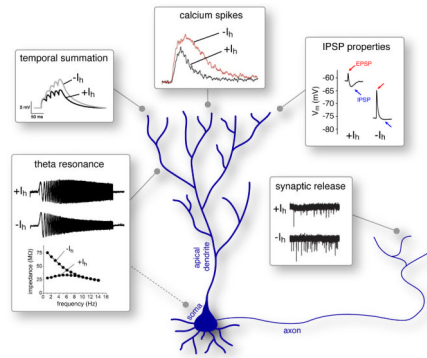 calcium spikes
-Ih
+Ih
temporal summation
-Ih
+Ih
5 mV
50 ms
IPSP properties
EPSP
IPSP
Vm (mV)
-60
-65
-70
-75
-80
+Ih -Ih
theta resonance
+Ih
-Ih
impedance (MΩ)
100
75
50
25
0
-Ih
+Ih
0 2 4 6 8 10 12 14 16
frequency (Hz)
synaptic release
+Ih
-Ih
apical
dendrite
soma
axon